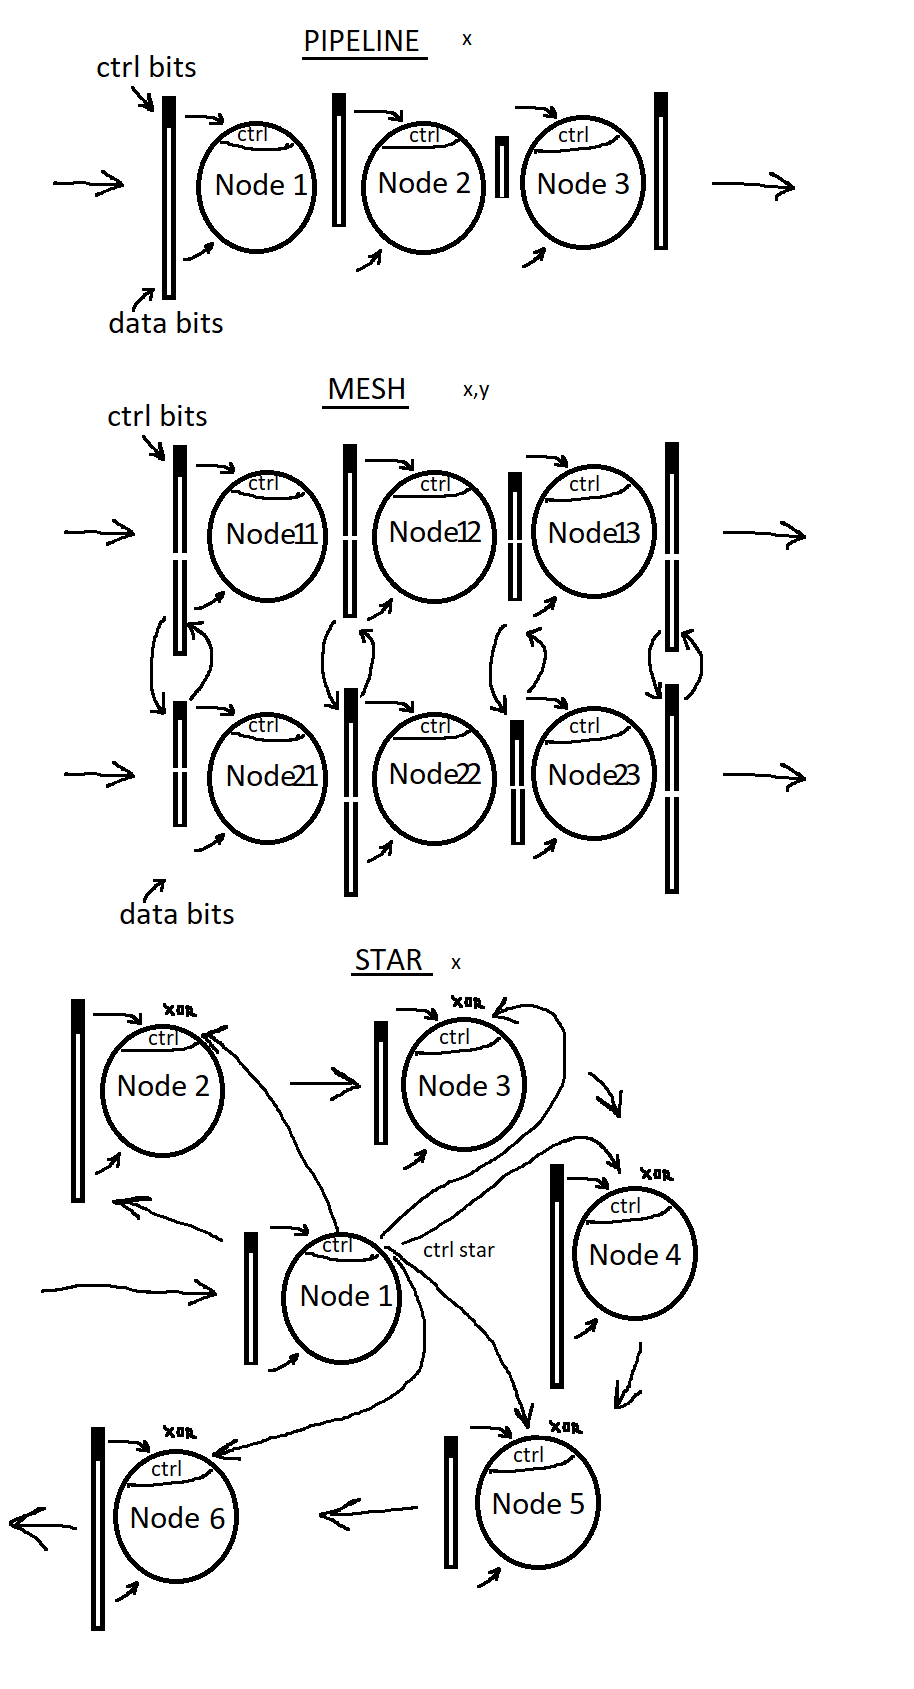 PIPELINE x
ctrl bits
ctrl ctrl ctrl
Node 1 Node 2 Node 3
data bits
MESH x,y
ctrl bits
ctrl ctrl ctrl
Node11 Node12 Node13
ctrl ctrl ctrl
Node21 Node22 Node23
data bits
STAR x
xor xor
ctrl ctrl
Node 2 Node 3
xor
ctrl
Node 4
ctrl ctrl star
Node 1
xor xor
ctrl ctrl
Node 6 Node 5